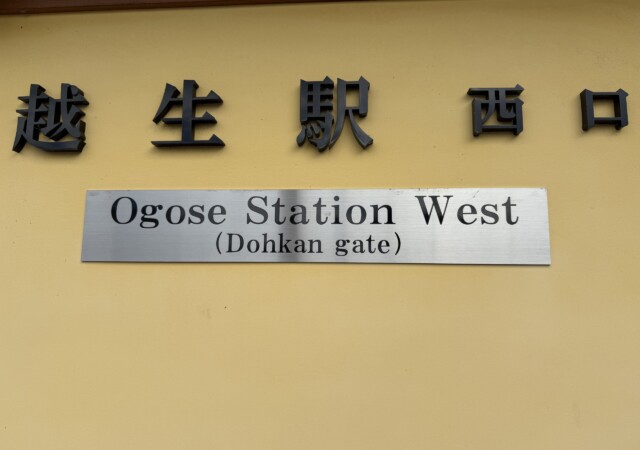 越生駅 西口
Ogose Station West
(Dohkan gate)